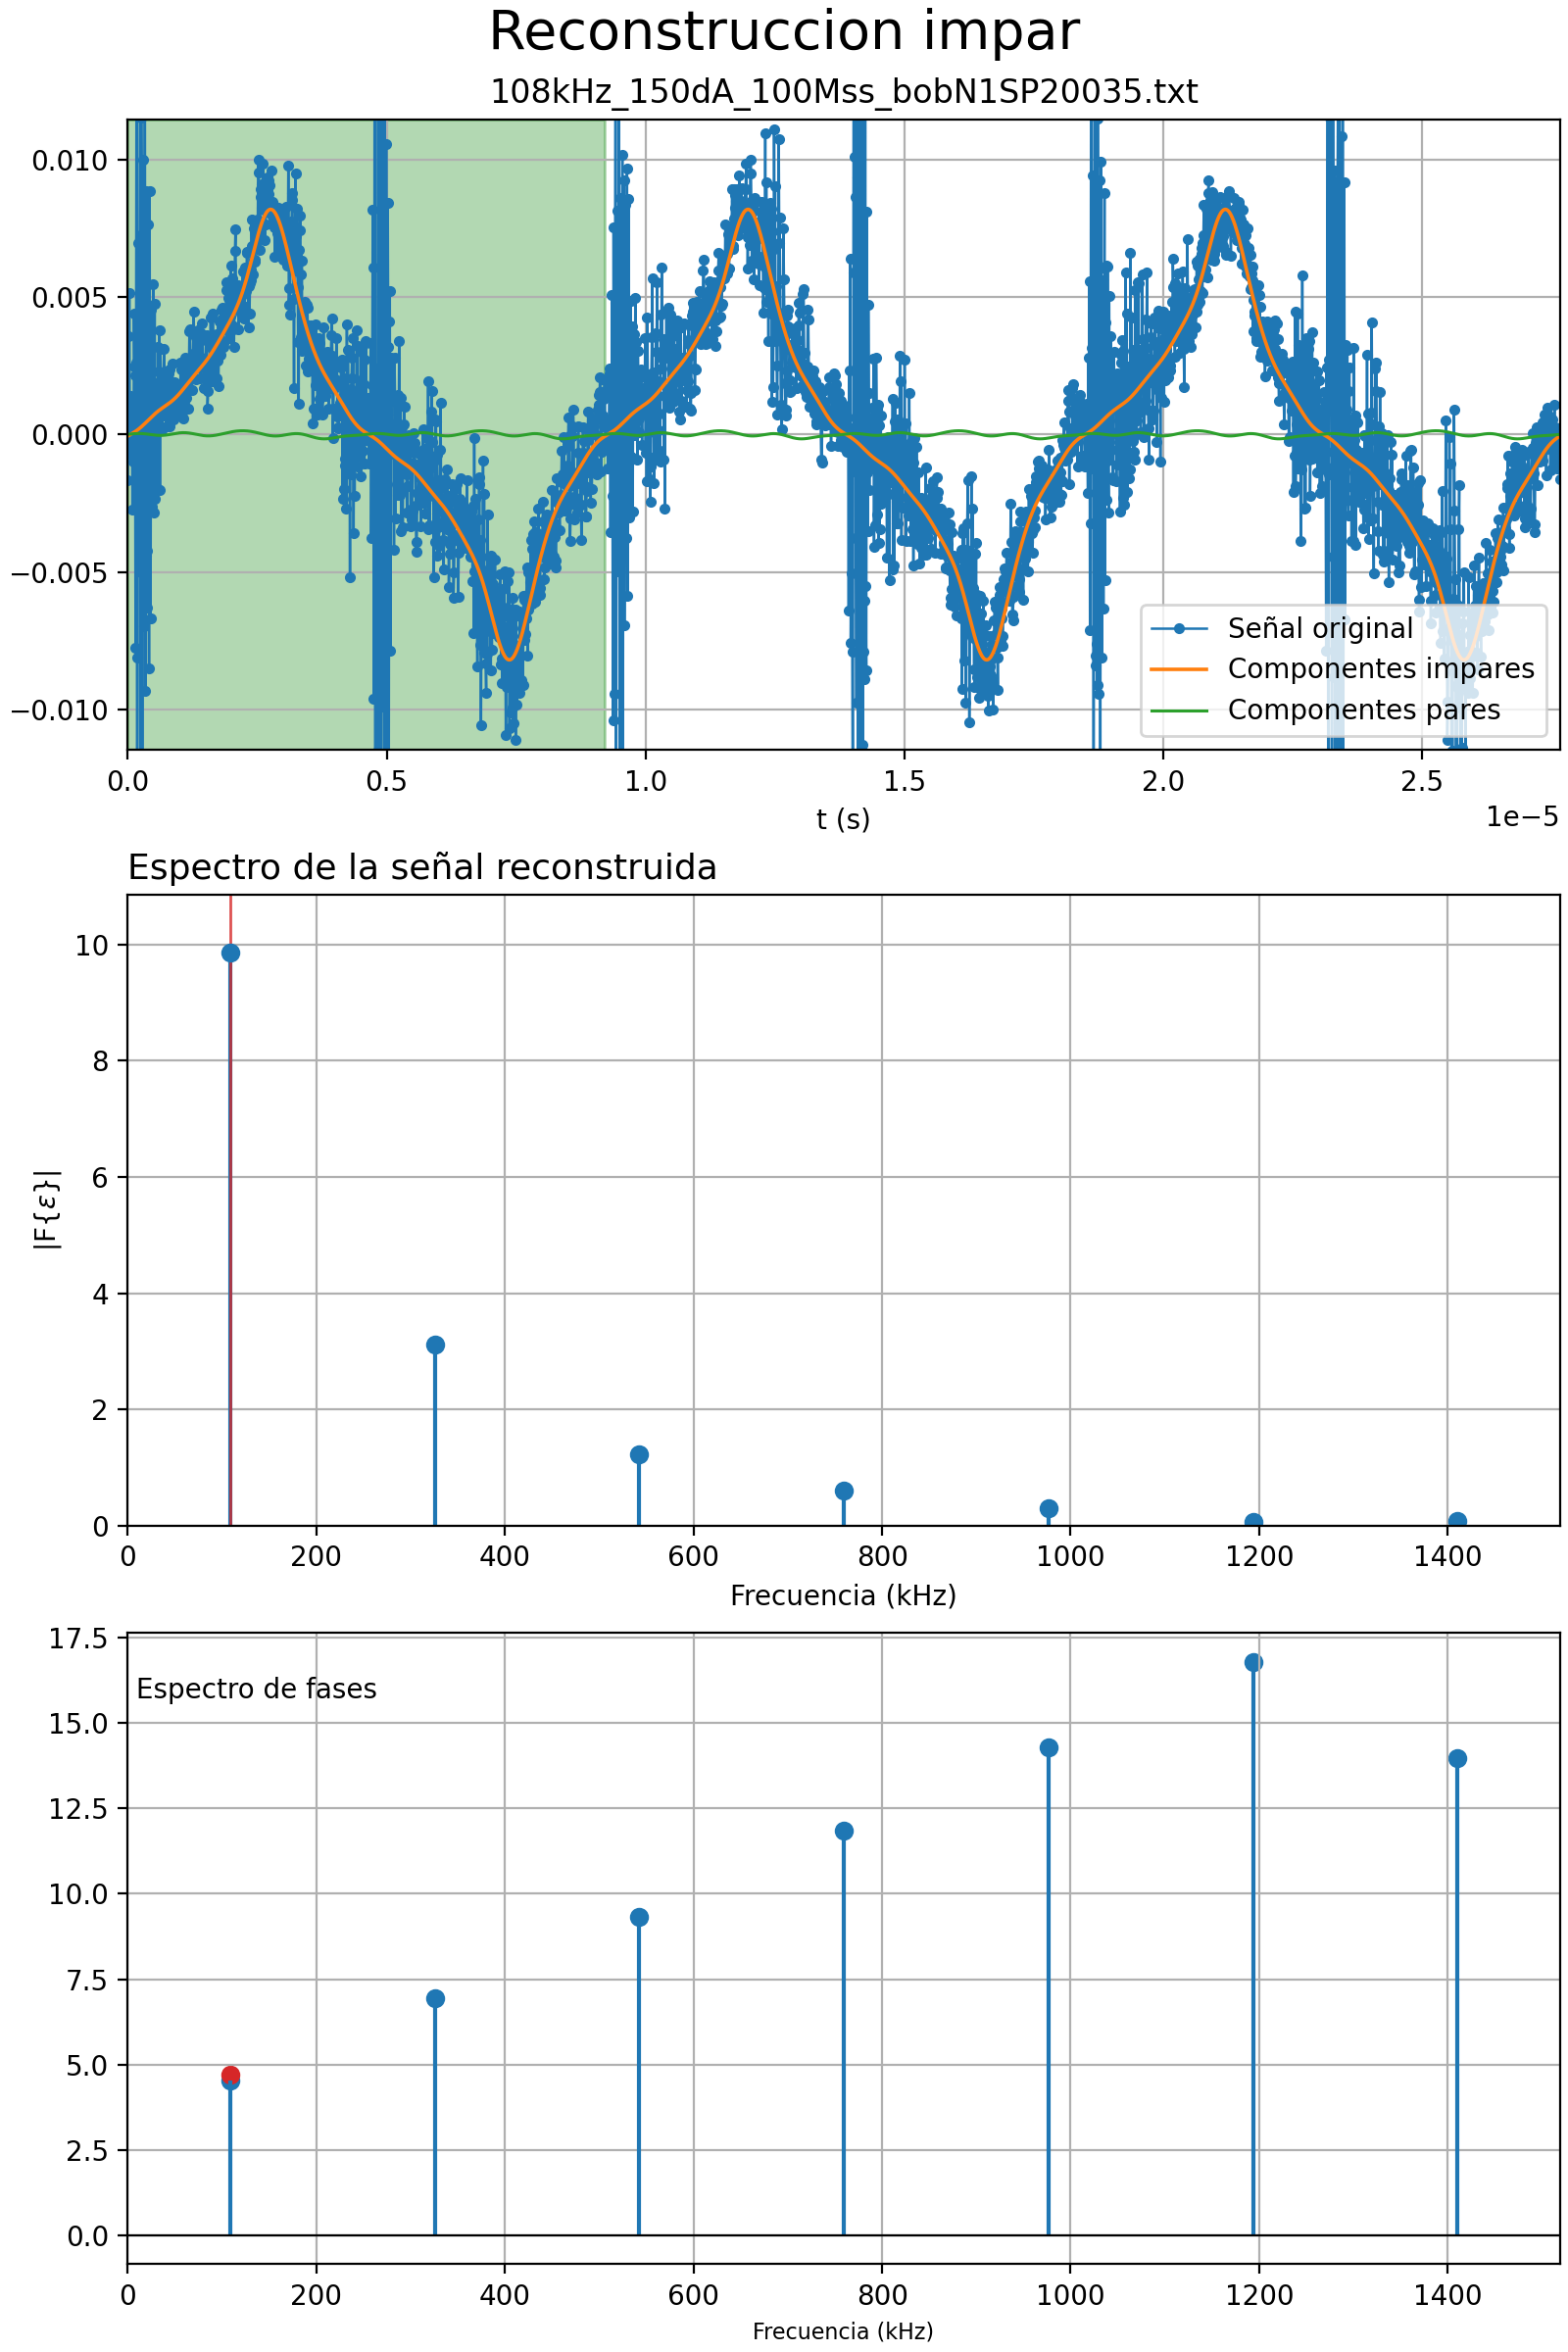 Reconstruccion impar
108kHz_150dA_100Mss_bobN1SP20035.txt
0.010
0.005
0.000
−0.005
−0.010
Señal original
Componentes impares
Componentes pares
0.0 0.5 1.0 1.5 2.0 2.5
1e−5
t (s)
Espectro de la señal reconstruida
10
8
6
4
2
0
|F{ε}|
0 200 400 600 800 1000 1200 1400
Frecuencia (kHz)
17.5
Espectro de fases
15.0
12.5
10.0
7.5
5.0
2.5
0.0
0 200 400 600 800 1000 1200 1400
Frecuencia (kHz)